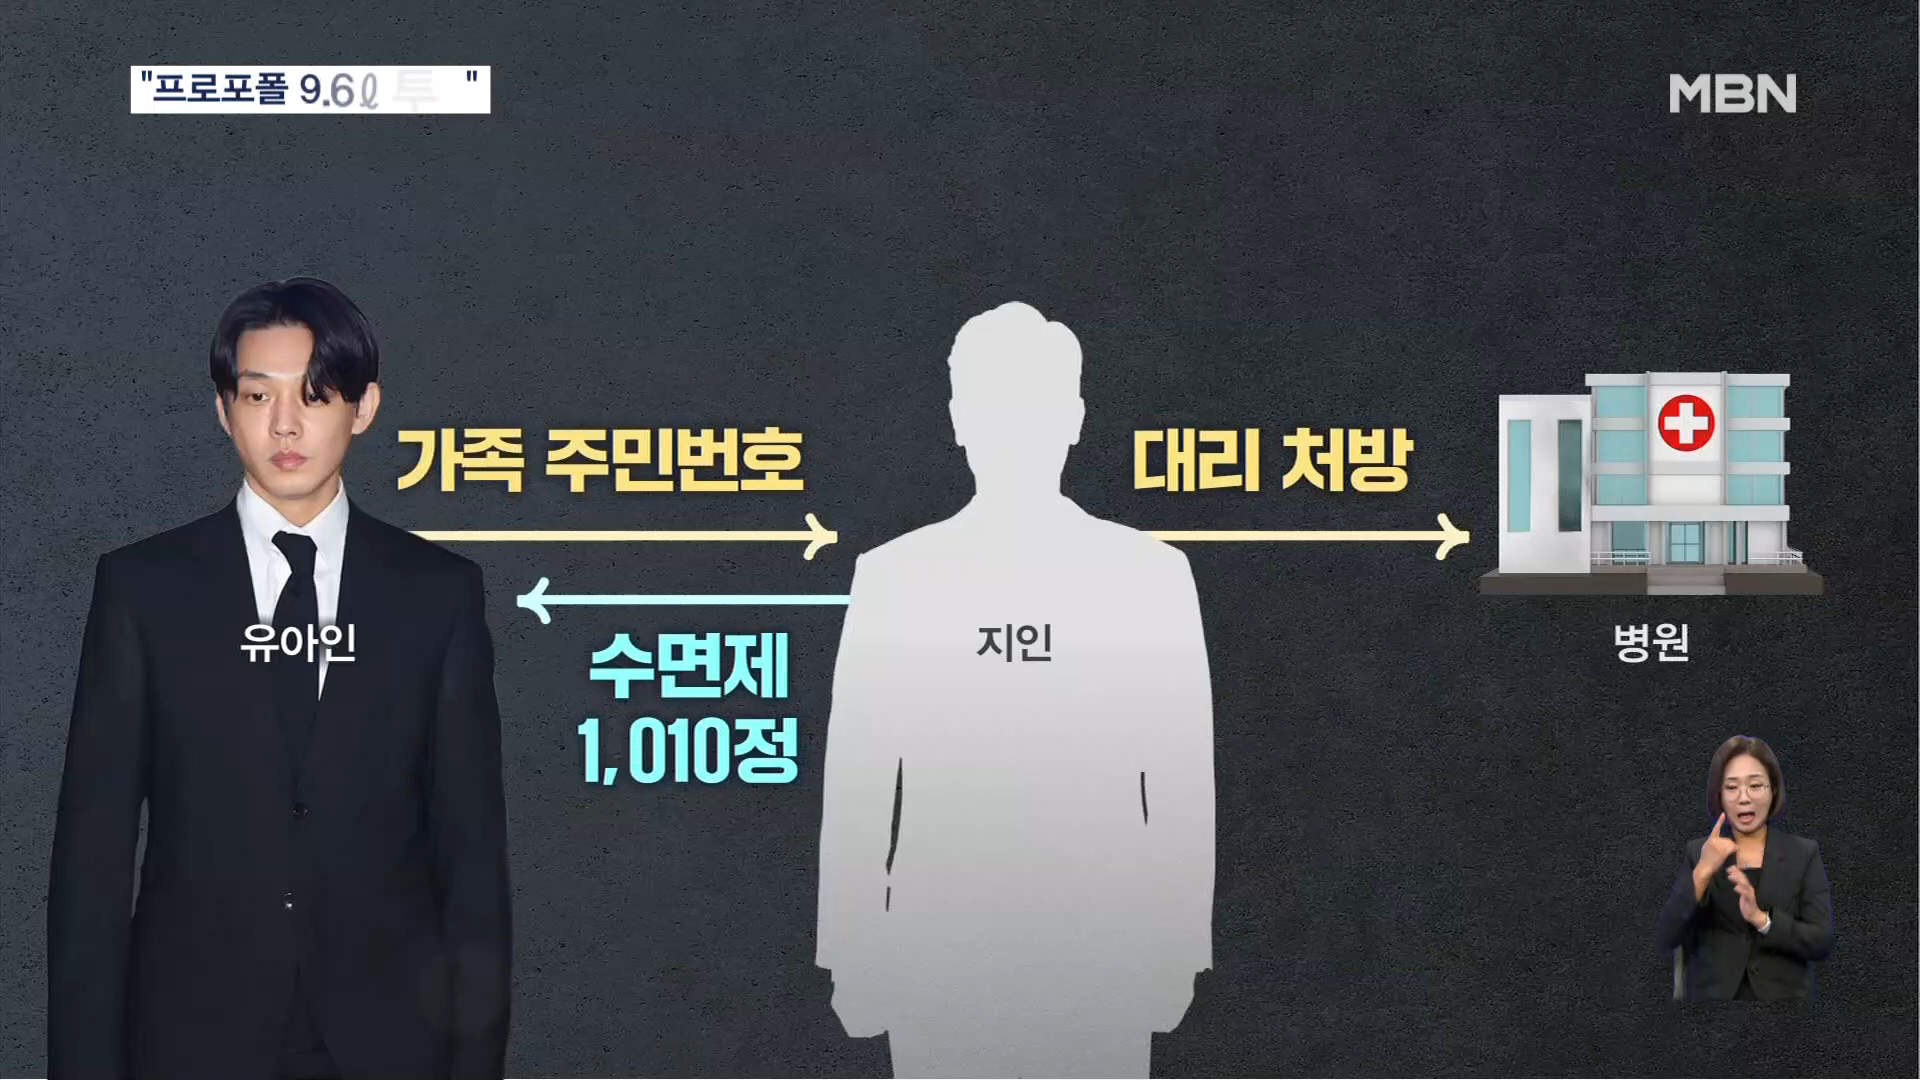 "프로포폴 9.6ℓ 투 "
MBN
가족 주민번호
대리 처방
유아인
수면제
1,010정
지인
병원